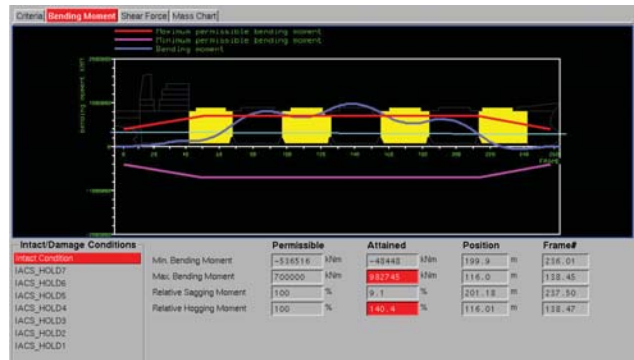 Criteria Bending Moment Shear Force Mass Chart
Maximum permissible bending moment
Minimum permissible bending moment
Bending moment
Bending moment kNm
Intact/Damage Conditions Permissible Attained Position Frame#
Intact Condition
IACS_HOLD7
IACS_HOLD6
IACS_HOLD5
IACS_HOLD4
IACS_HOLD3
IACS_HOLD2
IACS_HOLD1
Min. Bending Moment -536516 kNm -48448 kNm 199.9 m 236.01
Max. Bending Moment 700000 kNm 982745 kNm 116.0 m 138.45
Relative Sagging Moment 100 % 9.1 % 201.18 m 237.50
Relative Hogging Moment 100 % 140.4 % 116.01 m 138.47